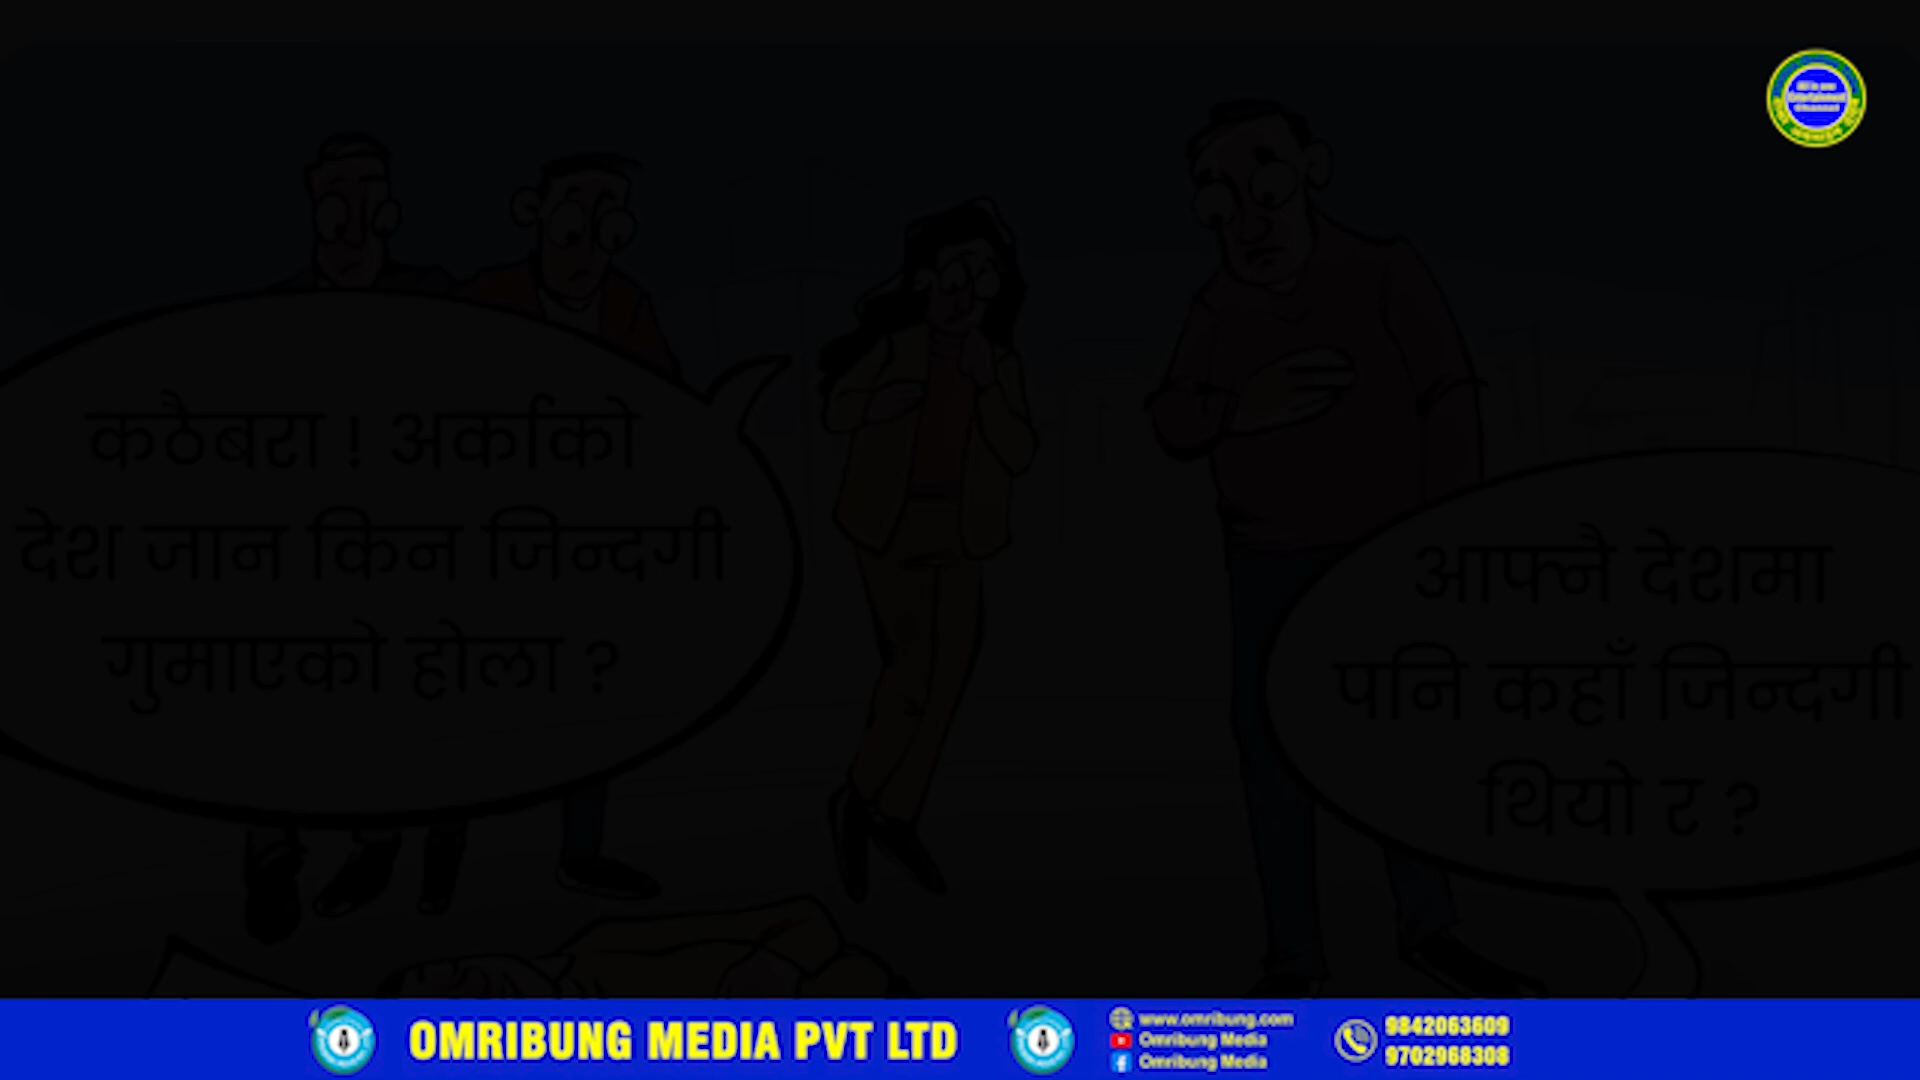 कठैबरा ! अर्काको
देश जान किन जिन्दगी
गुमाएको होला ?
आफ्नै देशमा
पनि कहाँ जिन्दगी
थियो र ?
OMRIBUNG MEDIA PVT LTD
www.omribung.com
Omribung Media
Omribung Media
9842063609
9702968308